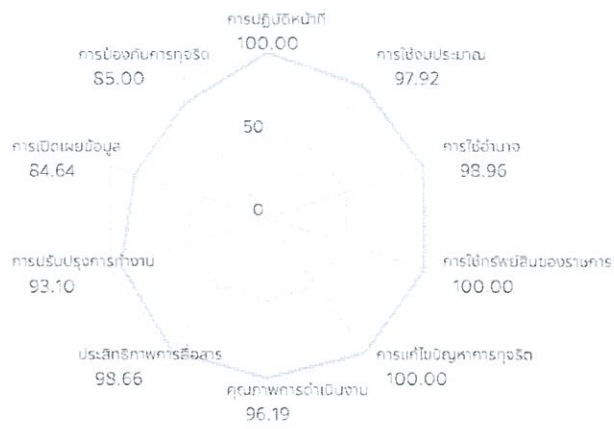 การปฏิบัติหน้าที่
100.00
การใช้งบประมาณ
97.92
การใช้อำนาจ
98.96
การใช้ทรัพย์สินของราชการ
100.00
การแก้ไขปัญหาการทุจริต
100.00
คุณภาพการดำเนินงาน
96.19
ประสิทธิภาพการสื่อสาร
98.66
การปรับปรุงการทำงาน
93.10
การเปิดเผยข้อมูล
84.64
การป้องกันการทุจริต
85.00
50
0